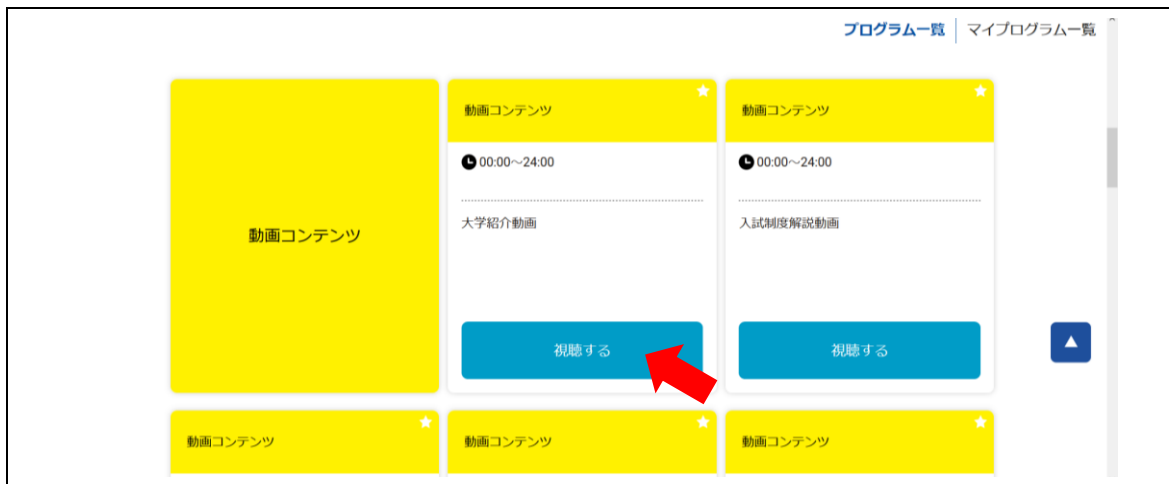 プログラム一覧 マイプログラム一覧
動画コンテンツ
動画コンテンツ
00:00～24:00
大学紹介動画
視聴する
動画コンテンツ
00:00～24:00
入試制度解説動画
視聴する
動画コンテンツ
動画コンテンツ
動画コンテンツ